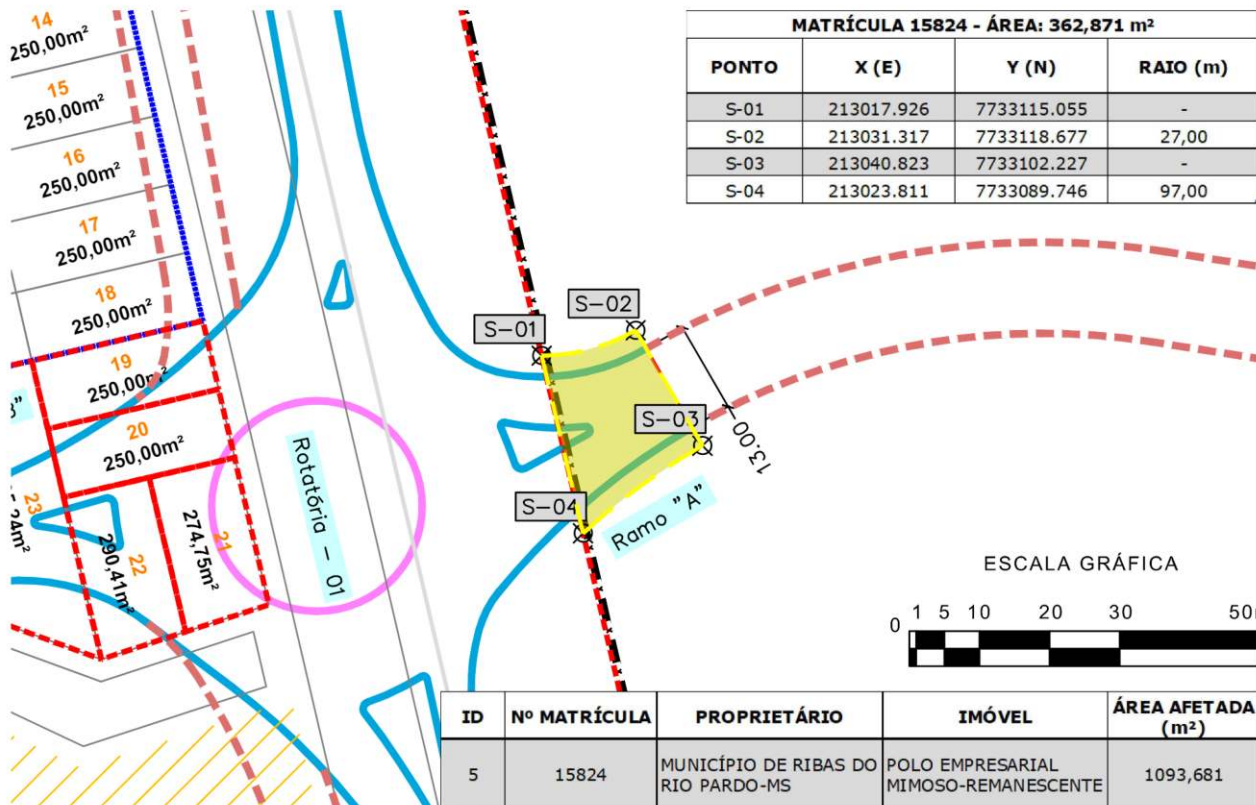 MATRÍCULA 15824 - ÁREA: 362,871 m²
PONTO X (E) Y (N) RAIO (m)
S-01 213017.926 7733115.055 -
S-02 213031.317 7733118.677 27,00
S-03 213040.823 7733102.227 -
S-04 213023.811 7733089.746 97,00
14
250,00m²
15
250,00m²
16
250,00m²
17
250,00m²
18
250,00m²
19
250,00m²
20
250,00m²
21
274,75m²
22
290,41m²
23
24m²
Rotatória - 01
S-01
S-02
S-03
S-04
13.00
Ramo "A"
ESCALA GRÁFICA
0 1 5 10 20 30 50
ID Nº MATRÍCULA PROPRIETÁRIO IMÓVEL ÁREA AFETADA
(m²)
5 15824 MUNICÍPIO DE RIBAS DO
RIO PARDO-MS POLO EMPRESARIAL
MIMOSO-REMANESCENTE 1093,681